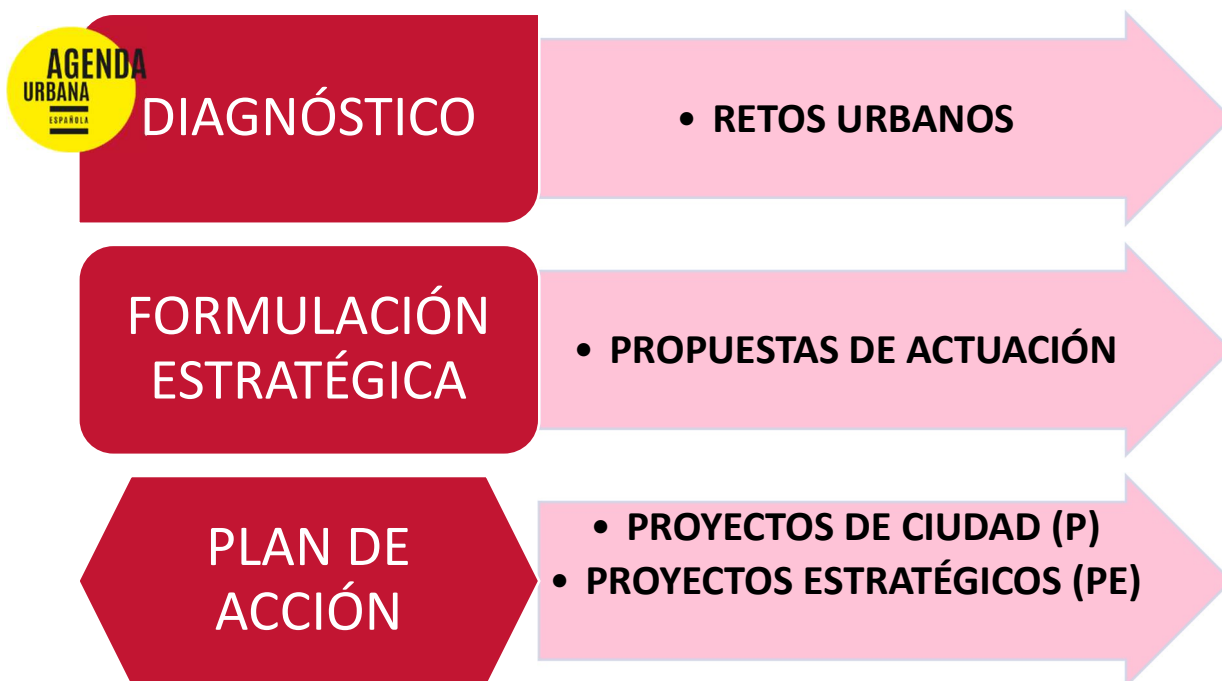 AGENDA
URBANA
ESPAÑOLA
DIAGNÓSTICO
• RETOS URBANOS
FORMULACIÓN
ESTRATÉGICA
• PROPUESTAS DE ACTUACIÓN
PLAN DE
ACCIÓN
• PROYECTOS DE CIUDAD (P)
• PROYECTOS ESTRATÉGICOS (PE)